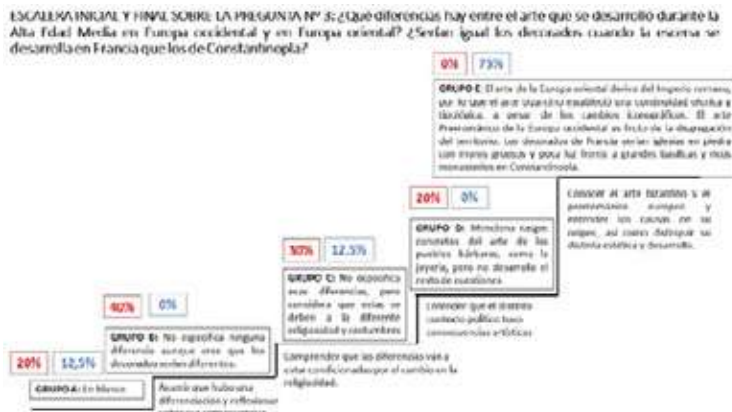 ESCALERA INICIAL Y FINAL SOBRE LA PREGUNTA Nº 3: ¿Qué diferencias hay entre el arte que se desarrolló durante la
Alta Edad Media en Europa occidental y en Europa oriental? ¿Serían igual los decorados cuando la escena se
desarrolla en Francia que los de Constantinopla?
0% 75%
GRUPO E: El arte de la Europa oriental deriva del Imperio romano,
por lo que el arte bizantino estableció una continuidad
a pesar de los cambios iconográficos. El arte
Prerrománico de la Europa occidental es fruto de la disgregación
del territorio. Los decorados de Francia serían iglesias en piedra
con muros gruesos y poca luz frente a grandes basílicas y ricos
monumentos en Constantinopla.
20% 0%
GRUPO D: Menciona rasgos
concretos del arte de los
pueblos bárbaros, como la
joyería, pero no desarrolla el
resto de cuestiones
Conocer el arte bizantino y el
prerrománico europeo y
entender las causas de su
origen, así como distinguir su
distinta estética y desarrollo.
12.5%
GRUPO C: No especifica
esas diferencias, pero
considera que estas se
deben a la diferente
religiosidad y costumbres
Entender que el distinto
contexto político tuvo
consecuencias artísticas
40% 0%
GRUPO B: No especifica ninguna
diferencia aunque cree que los
decorados serían diferentes.
Comprender que las diferencias van a
estar condicionadas por el cambio en la
religiosidad.
20% 12,5%
GRUPO A: En blanco
Asumir que hubo una
diferenciación y reflexionar